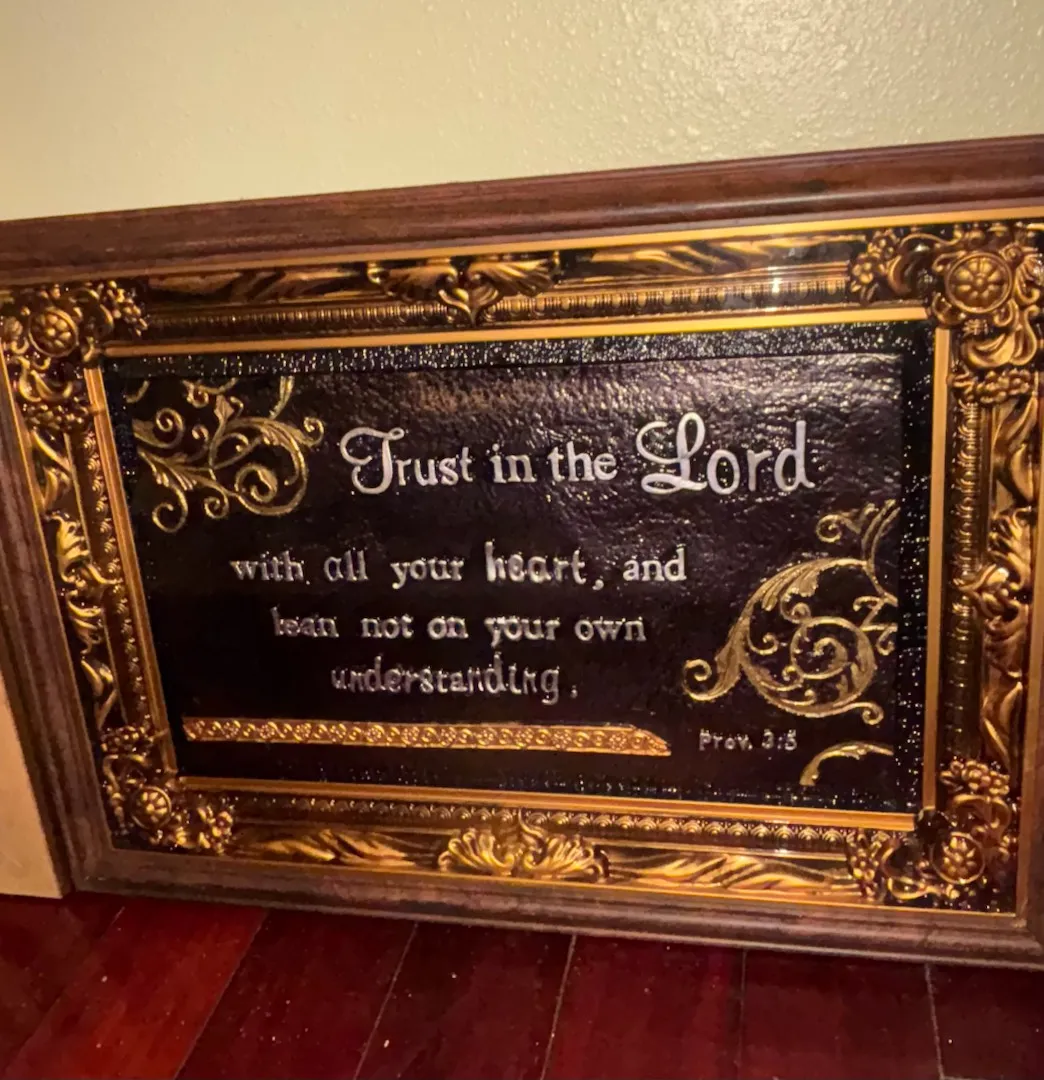 Trust in the Lord
with all your heart, and
lean not on your own
understanding.
Prov. 3:5